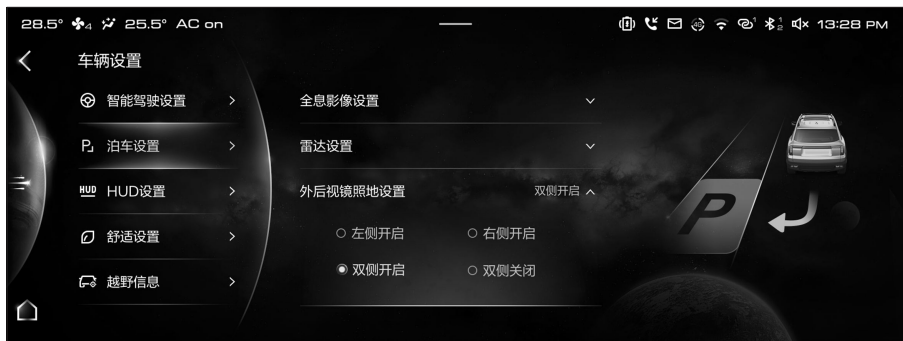 28.5° 4 25.5° AC on
4G 1 1 2 13:28 PM
车辆设置
智能驾驶设置
泊车设置
HUD HUD设置
舒适设置
越野信息
全息影像设置
雷达设置
外后视镜照地设置 双侧开启
左侧开启 右侧开启
双侧开启 双侧关闭
P